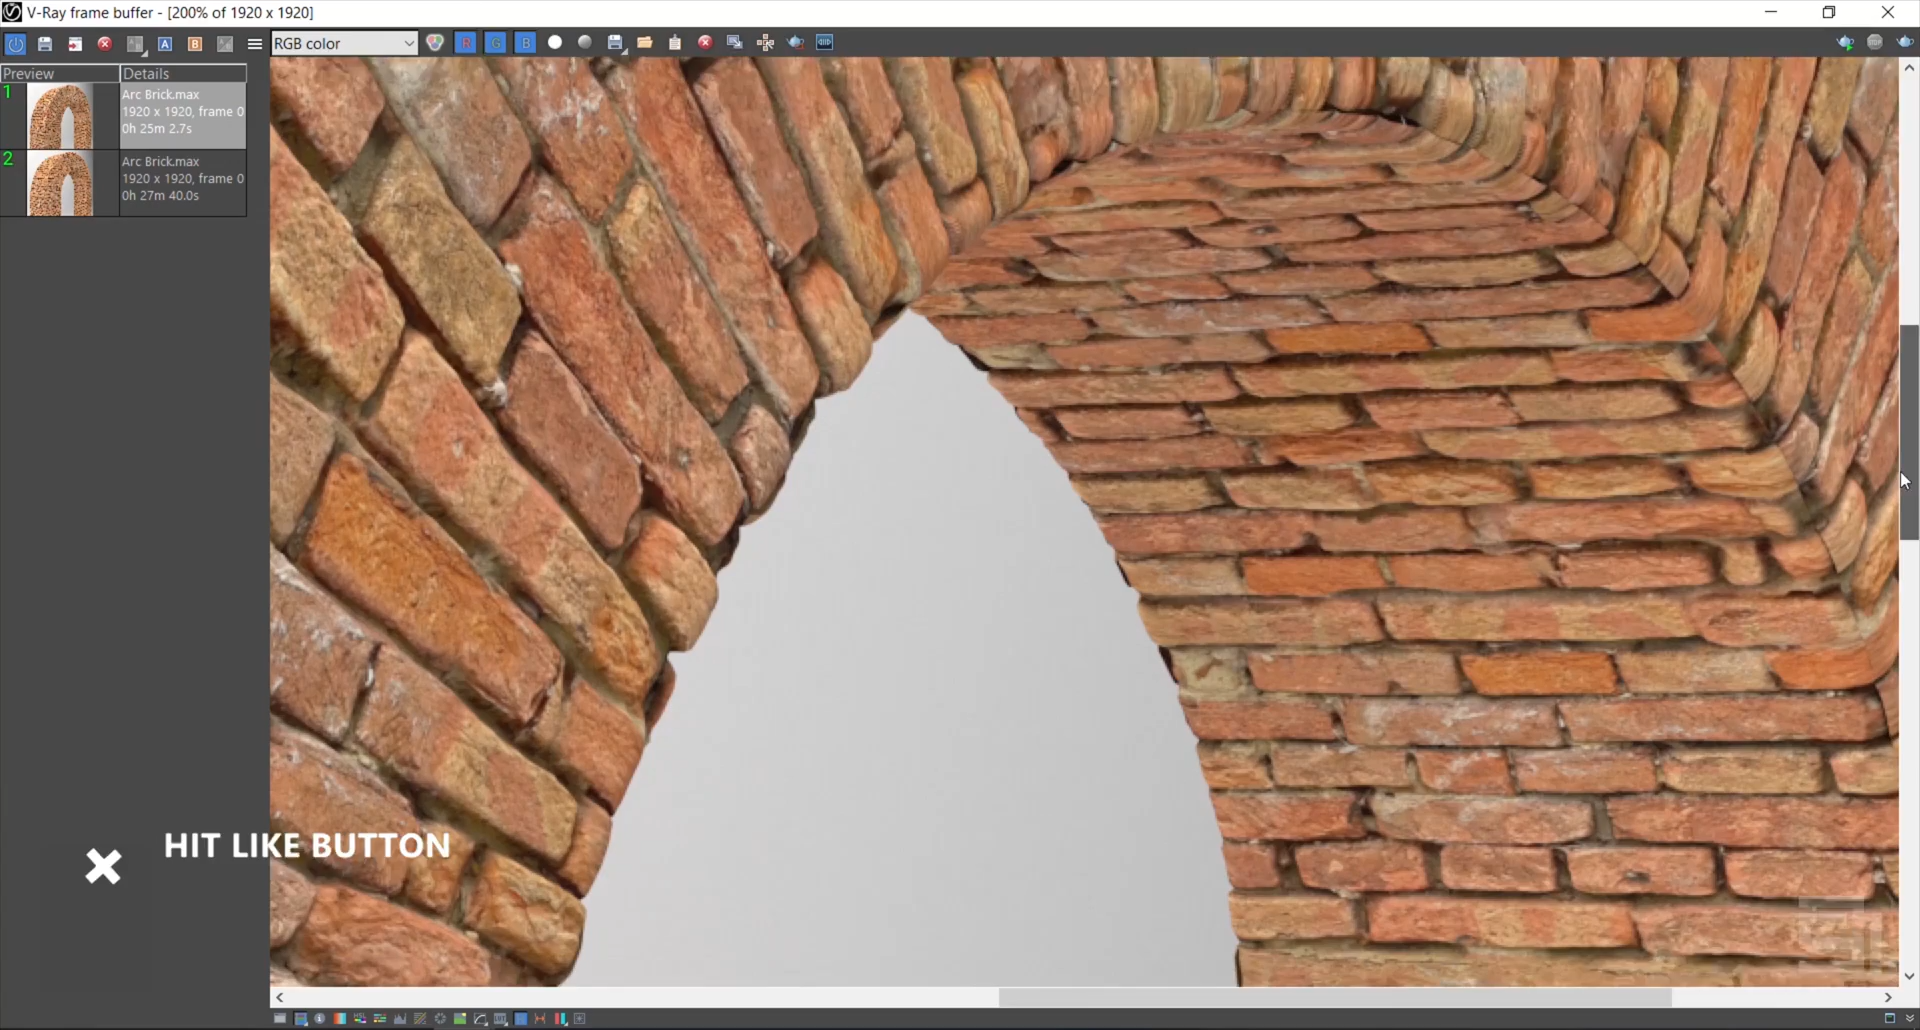 V-Ray frame buffer - [200% of 1920 x 1920]
RGB color
R
G
B
A
B
Preview
Details
1
Arc Brick.max
1920 x 1920, frame 0
0h 25m 2.7s
2
Arc Brick.max
1920 x 1920, frame 0
0h 27m 40.0s
HIT LIKE BUTTON